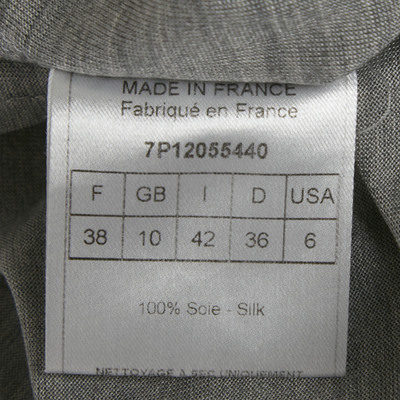 MADE IN FRANCE
Fabriqué en France
7P12055440
F GB I D USA
38 10 42 36 6
100% Soie - Silk
NETTOYAGE A SEC UNIQUEMENT